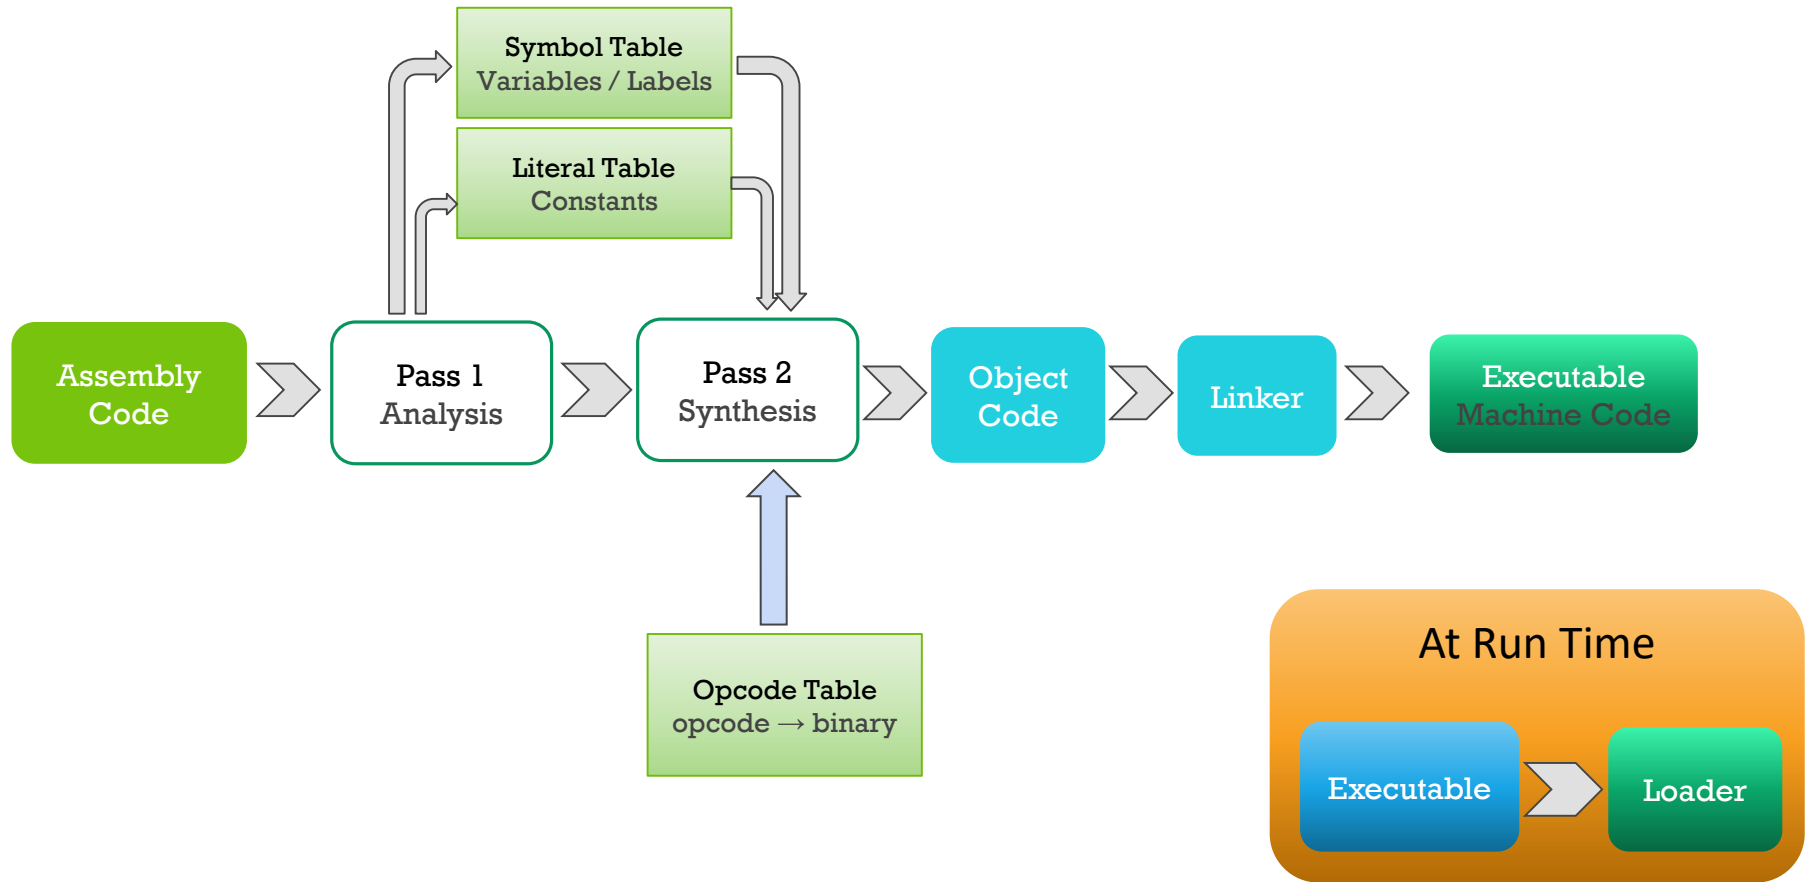 Symbol Table
Variables / Labels
Literal Table
Constants
Assembly
Code
Pass 1
Analysis
Pass 2
Synthesis
Object
Code
Linker
Executable
Machine Code
Opcode Table
opcode → binary
At Run Time
Executable
Loader